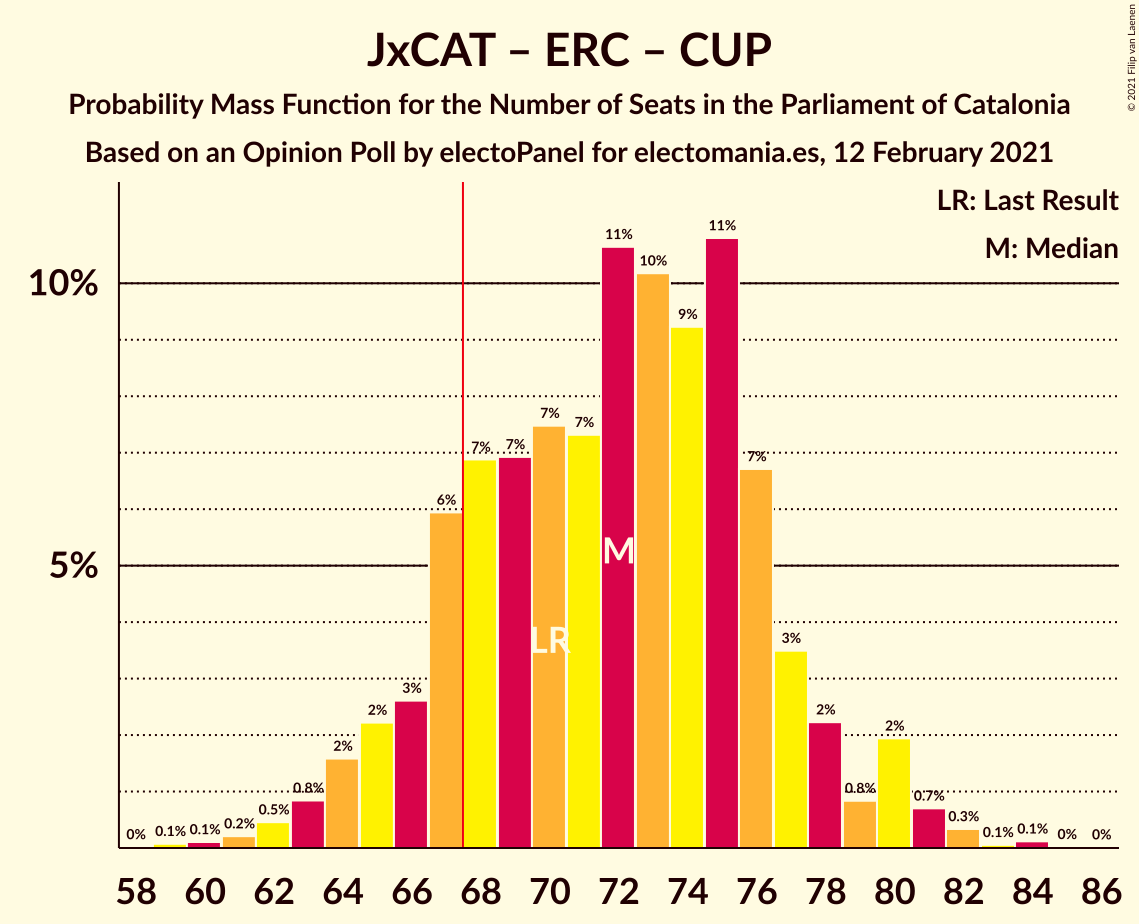 JxCAT – ERC – CUP
Probability Mass Function for the Number of Seats in the Parliament of Catalonia
Based on an Opinion Poll by electoPanel for electomania.es, 12 February 2021
© 2021 Filip van Laenen
LR: Last Result
M: Median
10%
5%
0% 0.1% 0.1% 0.2% 0.5% 0.8% 2% 2% 3% 6% 7% 7% 7% 7% 11% 10% 9% 11% 7% 3% 2% 0.8% 2% 0.7% 0.3% 0.1% 0.1% 0% 0%
M
LR
58 60 62 64 66 68 70 72 74 76 78 80 82 84 86